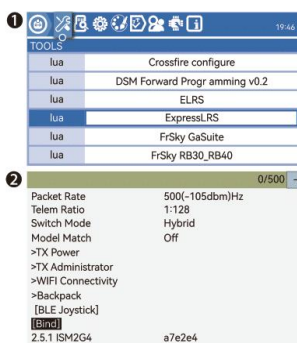 1
19:46
TOOLS
lua Crossfire configure
lua DSM Forward Progr amming v0.2
lua ELRS
lua ExpressLRS
lua FrSky GaSuite
lua FrSky RB30_RB40
2
0/500 -
Packet Rate 500(-105dbm)Hz
Telem Ratio 1:128
Switch Mode Hybrid
Model Match Off
>TX Power
>TX Administrator
>WIFI Connectivity
>Backpack
[BLE Joystick]
[Bind]
2.5.1 ISM2G4 a7e2e4